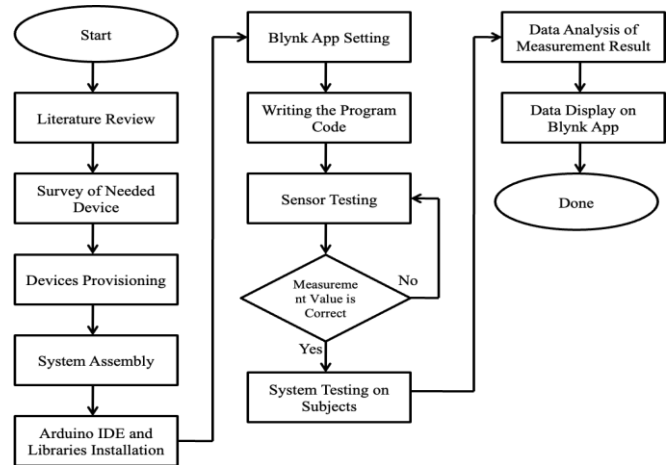 Start
Literature Review
Survey of Needed
Device
Devices Provisioning
System Assembly
Arduino IDE and
Libraries Installation
Blynk App Setting
Writing the Program
Code
Sensor Testing
Measureme
nt Value is
Correct
No
Yes
System Testing on
Subjects
Data Analysis of
Measurement Result
Data Display on
Blynk App
Done